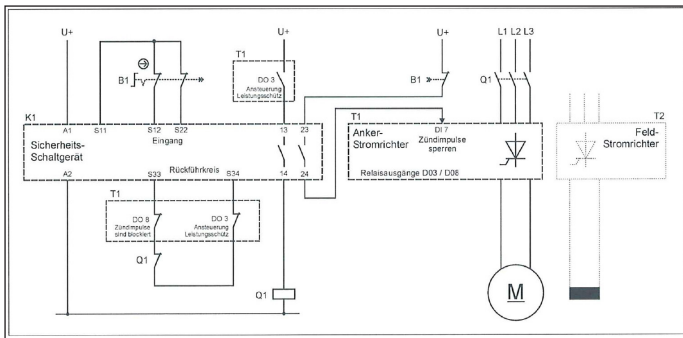 U+
U+
U+
L1 L2 L3
T1
DO 3
Ansteuerung
Leistungsschütz
B1
B1
Q1
K1
A1 S11 S12 S22 13 23
Sicherheits-
Schaltgerät
Eingang
Rückführkreis
A2 S33 S34 14 24
T1
Anker-
Stromrichter
DI 7
Zündimpulse
sperren
Relaisausgänge D03 / D08
T2
Feld-
Stromrichter
T1
DO 8
Zündimpulse
sind blockiert
DO 3
Ansteuerung
Leistungsschütz
Q1
Q1
M